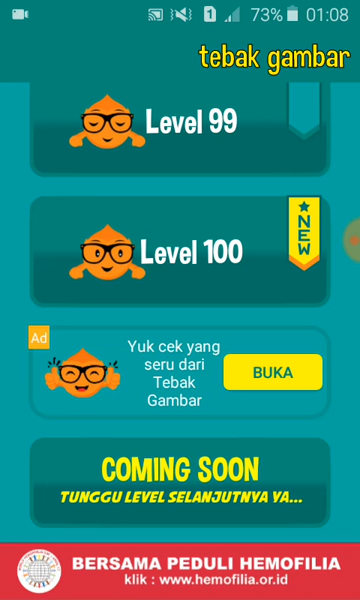 1 73% 01:08
tebak gambar
Level 99
Level 100
NEW
Ad
Yuk cek yang
seru dari
Tebak
Gambar
BUKA
COMING SOON
TUNGGU LEVEL SELANJUTNYA YA...
BERSAMA PEDULI HEMOFILIA
klik : www.hemofilia.or.id